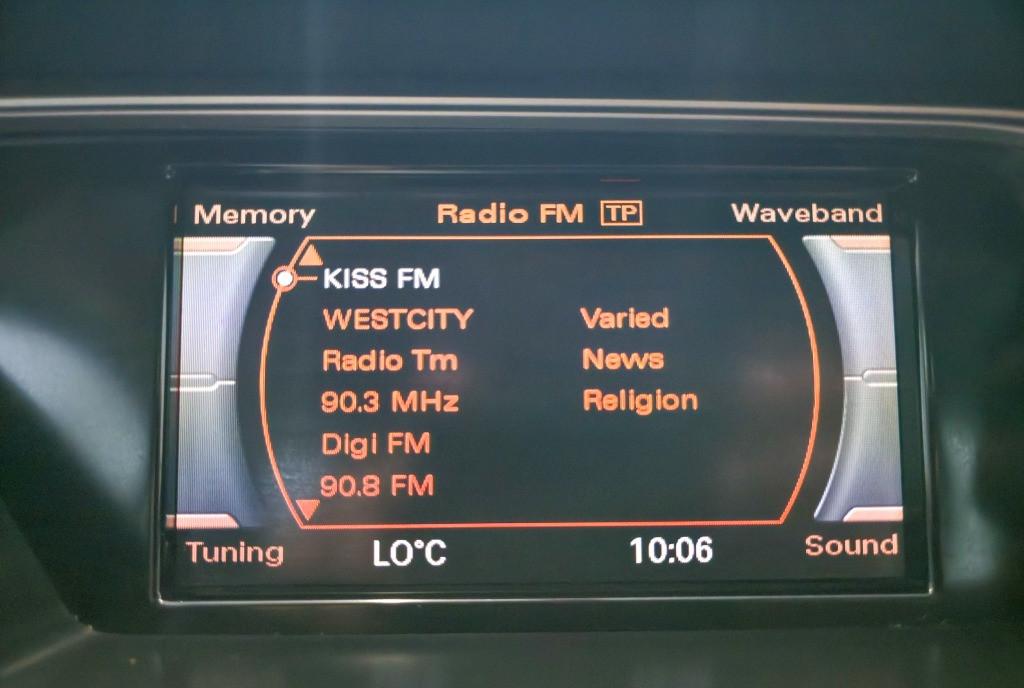 Memory Radio FM TP Waveband
KISS FM
WESTCITY Varied
Radio Tm News
90.3 MHz Religion
Digi FM
90.8 FM
Tuning LO°C 10:06 Sound